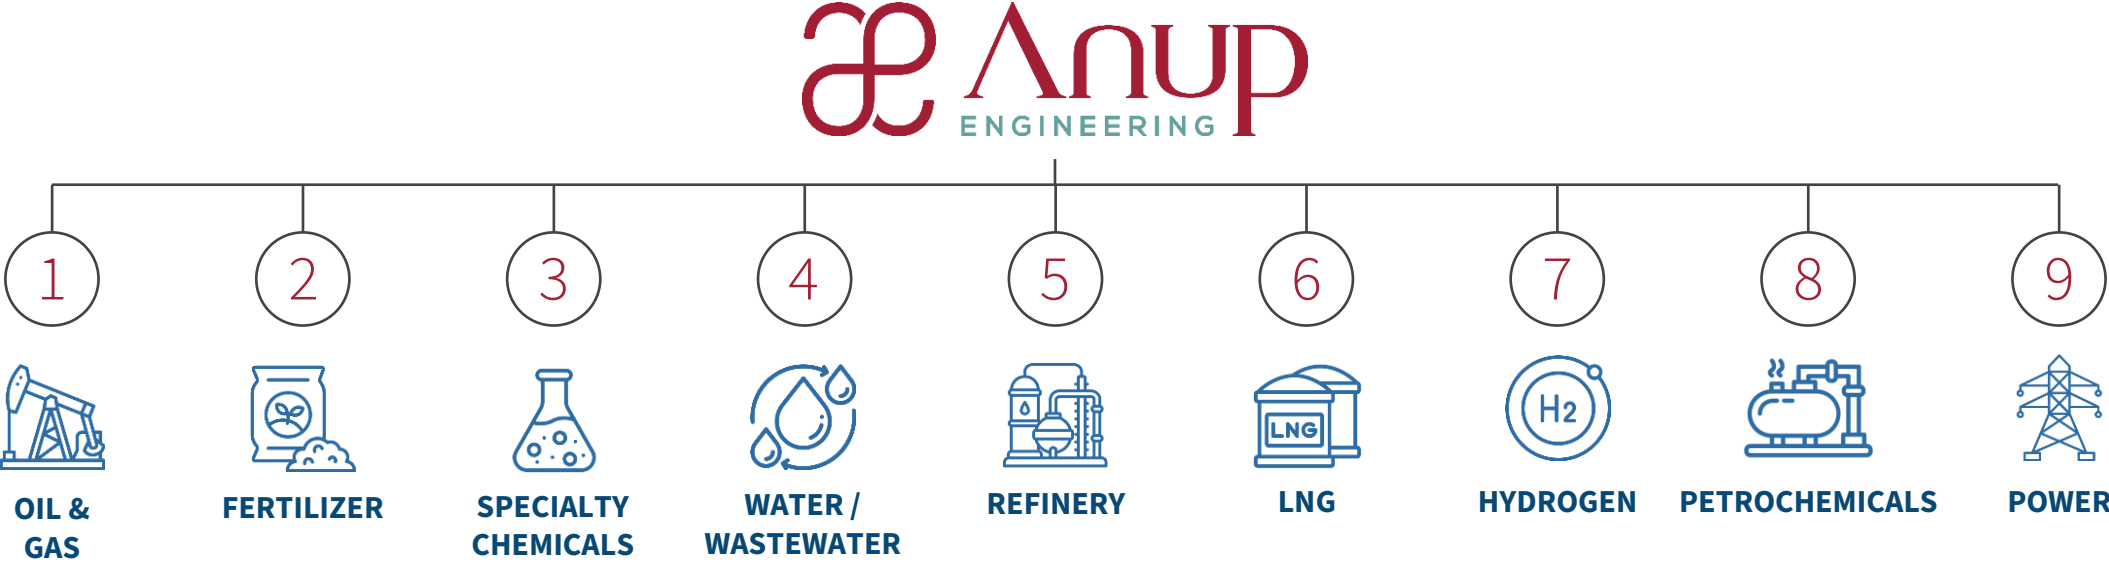 Anup
ENGINEERING
1 2 3 4 5 6 7 8 9
LNG
H2
OIL &
GAS
FERTILIZER
SPECIALTY
CHEMICALS
WATER /
WASTEWATER
REFINERY
LNG
HYDROGEN
PETROCHEMICALS
POWER